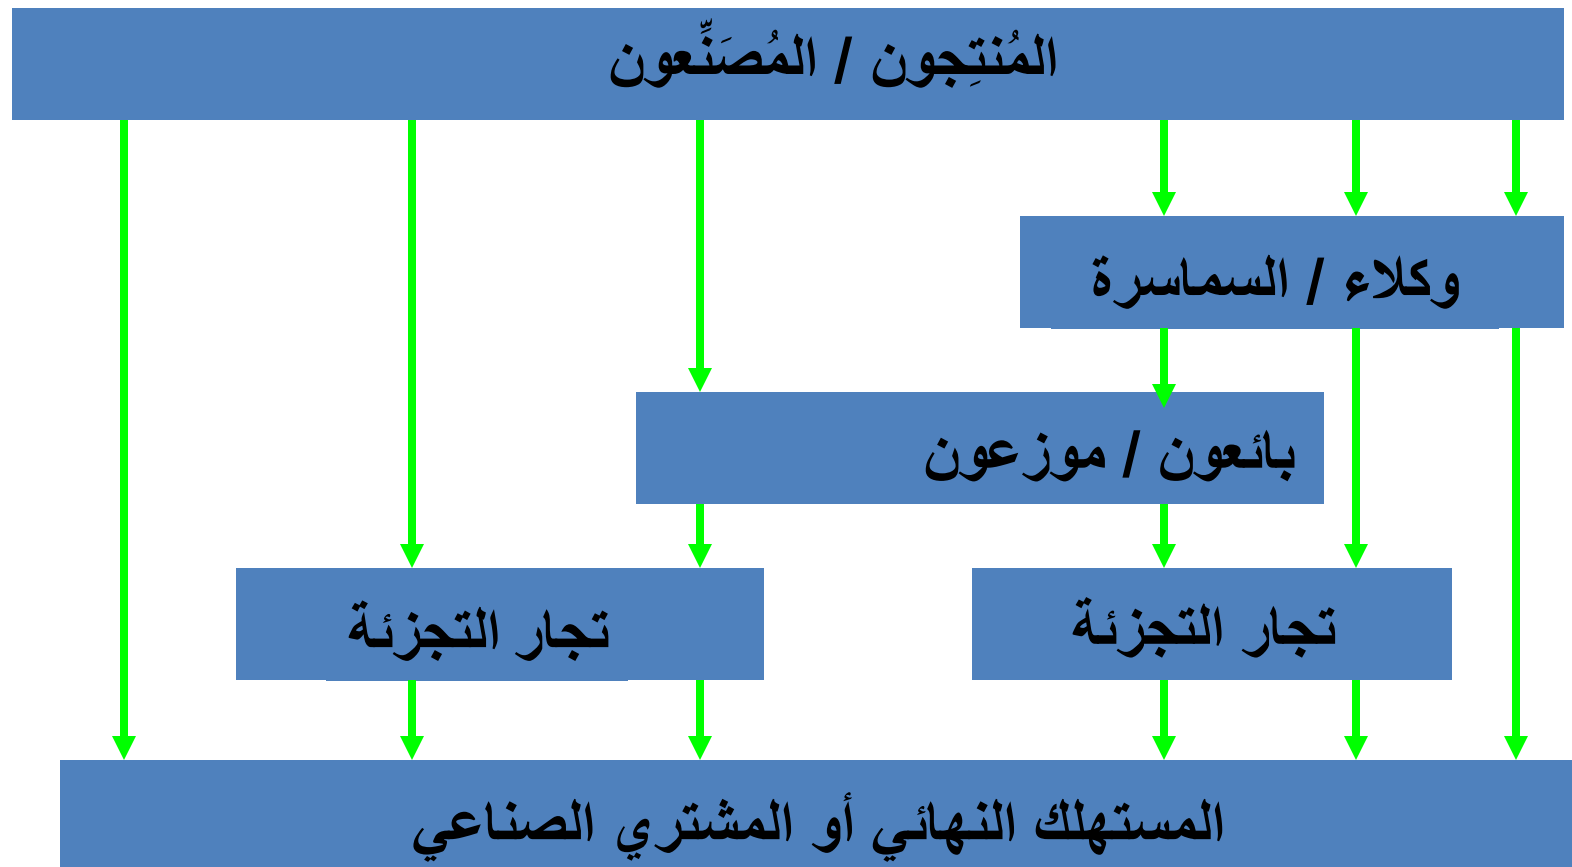 المُنتِجون / المُصَنِّعون
وكلاء / السماسرة
بائعون / موزعون
تجار التجزئة
تجار التجزئة
المستهلك النهائي أو المشتري الصناعي